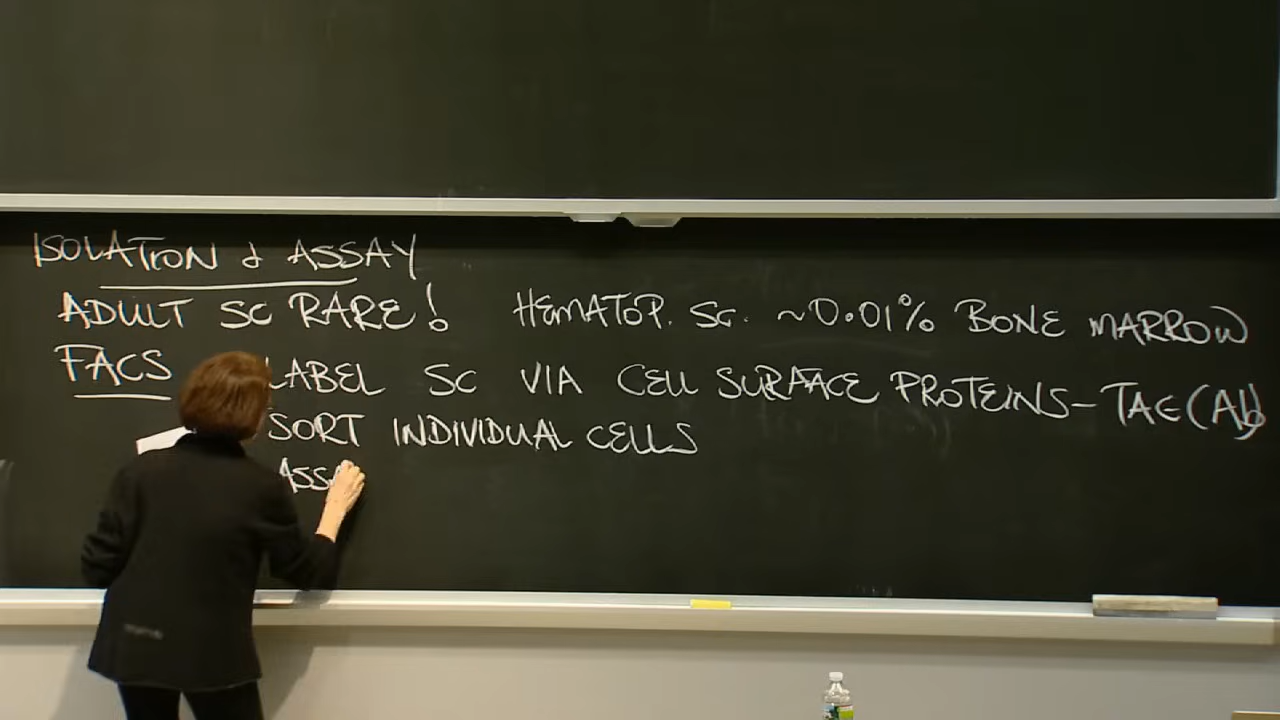 ISOLATION & ASSAY
ADULT SC RARE! HEMATOP. SC. ~0.01% BONE MARROW
FACS LABEL SC VIA CELL SURFACE PROTEINS-TAG(Ab)
SORT INDIVIDUAL CELLS
ASSA